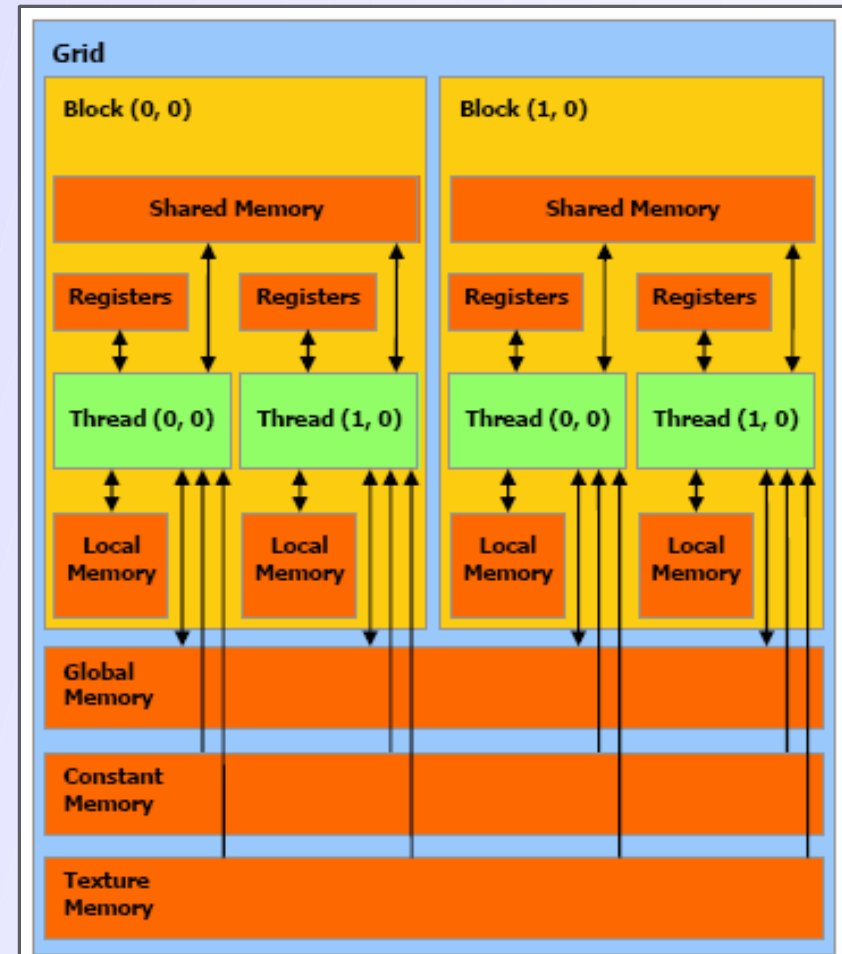 Grid
Block (0, 0)
Block (1, 0)
Shared Memory
Shared Memory
Registers
Registers
Registers
Registers
Thread (0, 0)
Thread (1, 0)
Thread (0, 0)
Thread (1, 0)
Local
Memory
Local
Memory
Local
Memory
Local
Memory
Global
Memory
Constant
Memory
Texture
Memory